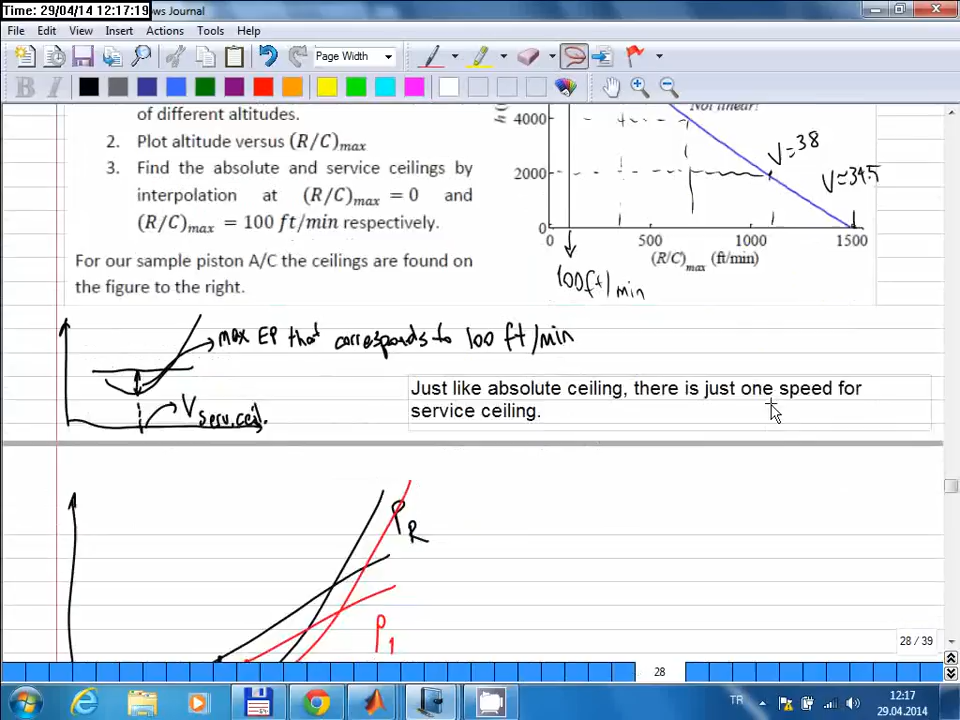 Time: 29/04/14 12:17:19
ws Journal
File Edit View Insert Actions Tools Help
Page Width
B I
of different altitudes.
2. Plot altitude versus (R/C)max
3. Find the absolute and service ceilings by
interpolation at (R/C)max = 0 and
(R/C)max = 100 ft/min respectively.
For our sample piston A/C the ceilings are found on
the figure to the right.
Not linear!
4000
V=38
2000
V=34.5
0
0 500 1000 1500
(R/C)max (ft/min)
100 ft/min
max EP that corresponds to 100 ft/min
V serv. ceil.
Just like absolute ceiling, there is just one speed for
service ceiling.
PR
P1
28 / 39
28
TR
12:17
29.04.2014